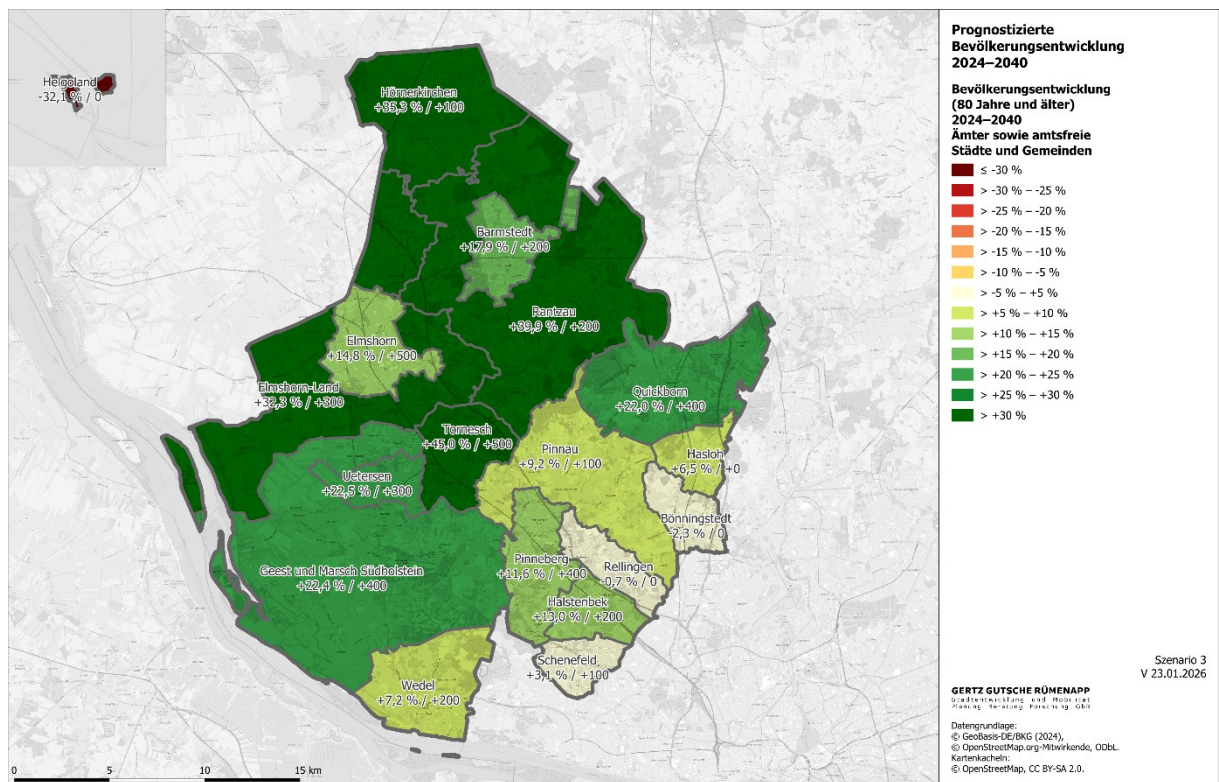 Helgoland
-32,1 % / 0
Hörnerkirchen
+35,3 % / +100
Barmstedt
+17,9 % / +200
Rantzau
+39,9 % / +200
Elmshorn
+14,8 % / +500
Elmshorn-Land
+32,3 % / +300
Quickborn
+22,0 % / +400
Tornesch
+45,0 % / +500
Pinnau
+9,2 % / +100
Hasloh
+6,5 % / +0
Uetersen
+22,5 % / +300
Bönningstedt
-2,3 % / 0
Pinneberg
+11,6 % / +400
Rellingen
-0,7 % / 0
Geest und Marsch Südholstein
+22,4 % / +400
Halstenbek
+13,0 % / +200
Schenefeld
+3,1 % / +100
Wedel
+7,2 % / +200
0 5 10 15 km
Prognostizierte
Bevölkerungsentwicklung
2024–2040
Bevölkerungsentwicklung
(80 Jahre und älter)
2024–2040
Ämter sowie amtsfreie
Städte und Gemeinden
≤ -30 %
> -30 % – -25 %
> -25 % – -20 %
> -20 % – -15 %
> -15 % – -10 %
> -10 % – -5 %
> -5 % – +5 %
> +5 % – +10 %
> +10 % – +15 %
> +15 % – +20 %
> +20 % – +25 %
> +25 % – +30 %
> +30 %
Szenario 3
V 23.01.2026
GERTZ GUTSCHE RÜMENAPP
Stadtentwicklung und Mobilität
Planung Beratung Forschung GbR
Datengrundlage:
© GeoBasis-DE/BKG (2024),
© OpenStreetMap.org-Mitwirkende, ODbL.
Kartenkacheln:
© OpenStreetMap, CC BY-SA 2.0.